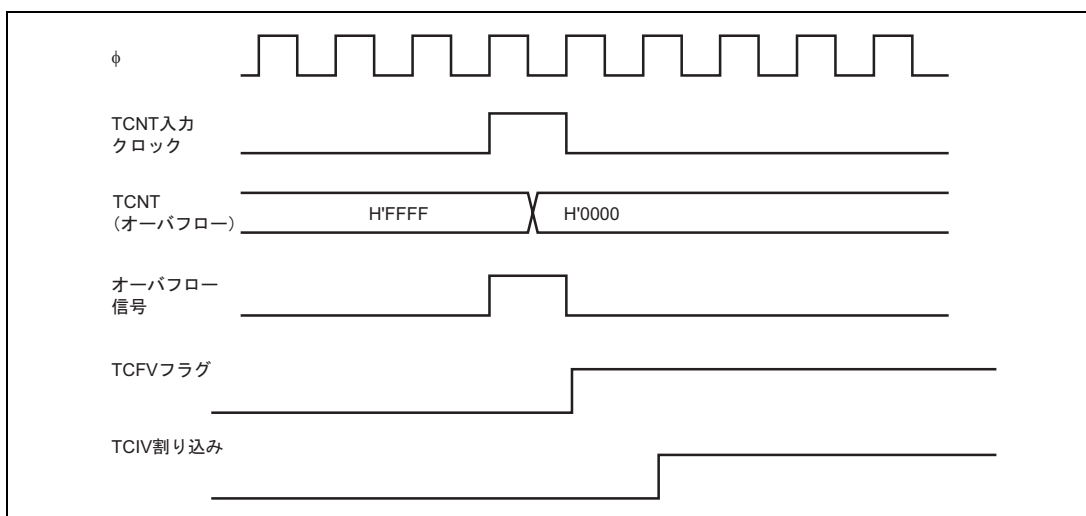 φ
TCNT入力
クロック
TCNT
(オーバフロー)
H'FFFF
H'0000
オーバフロー
信号
TCFVフラグ
TCIV割り込み